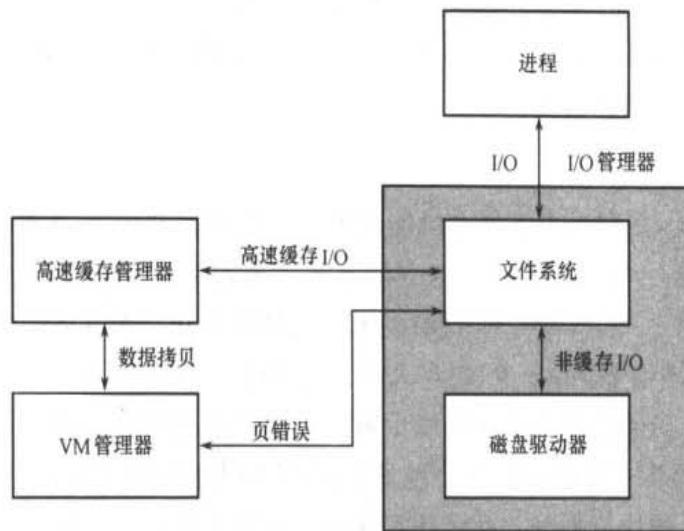 进程
I/O
I/O 管理器
高速缓存管理器
高速缓存 I/O
文件系统
数据拷贝
非缓存 I/O
VM 管理器
页错误
磁盘驱动器